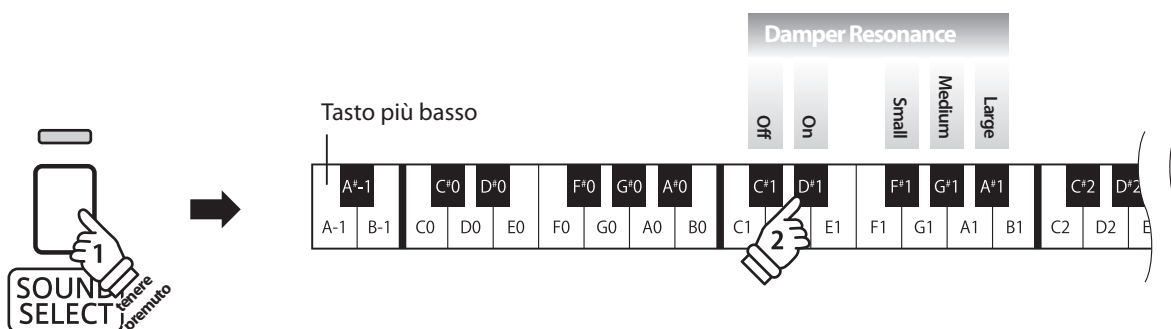 Damper Resonance
Off
On
Small
Medium
Large
Tasto più basso
A#-1 C#0 D#0 F#0 G#0 A#0 C#1 D#1 F#1 G#1 A#1 C#2 D#2
A-1 B-1 C0 D0 E0 F0 G0 A0 B0 C1 E1 F1 G1 A1 B1 C2 D2
1
2
SOUND
SELECT
tenere
premuto